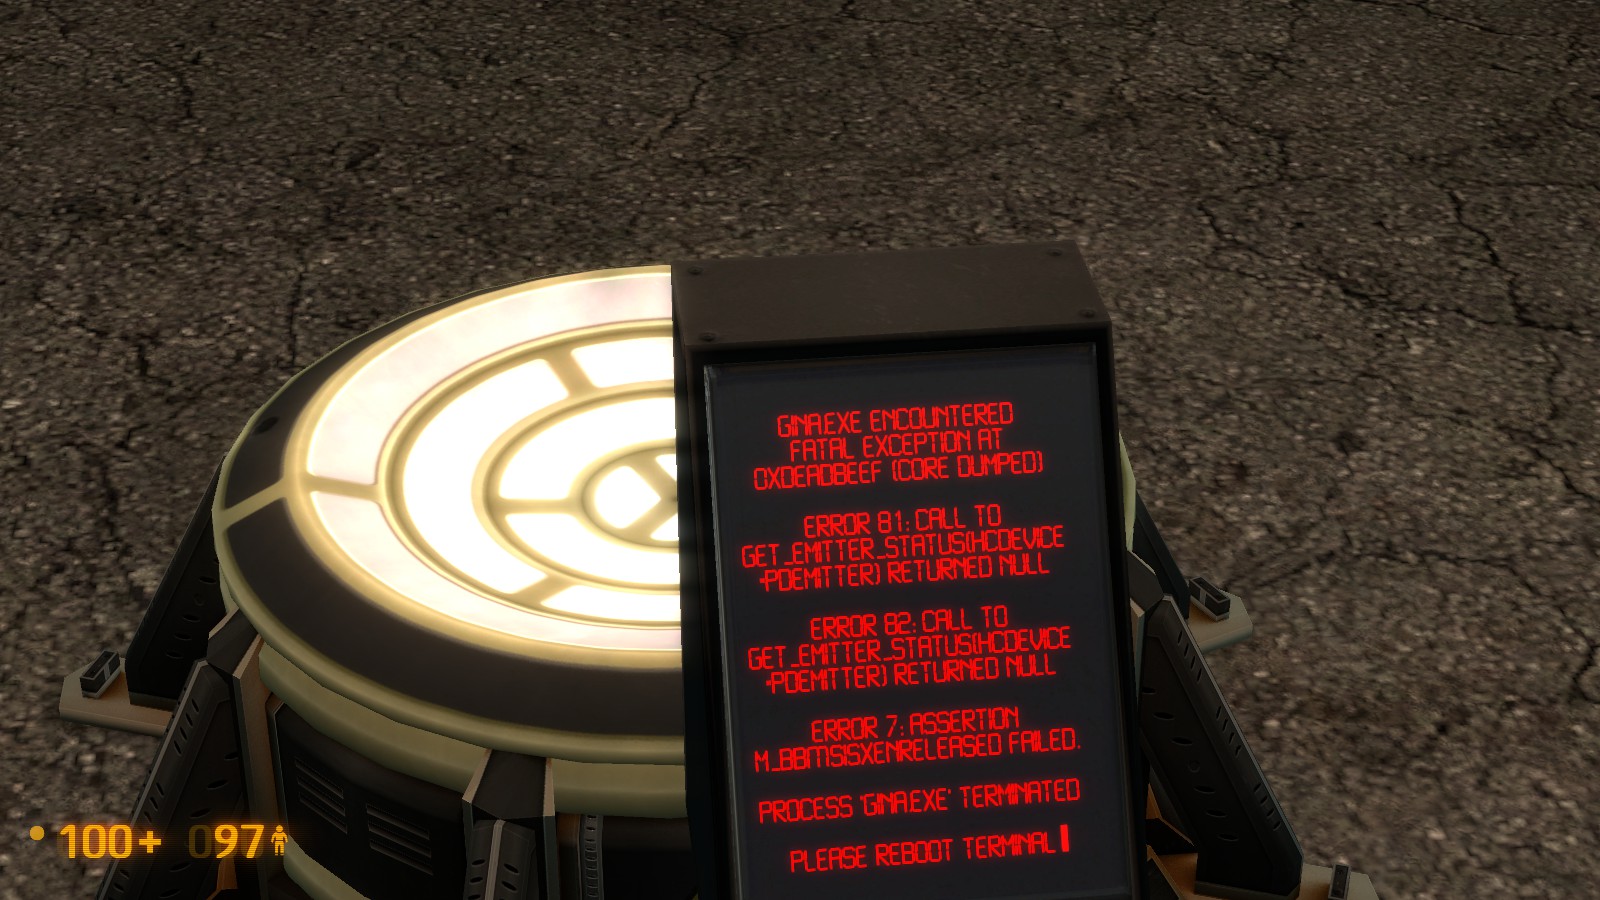 GINA.EXE ENCOUNTERED
FATAL EXCEPTION AT
0XDEADBEEF (CORE DUMPED)
ERROR 81: CALL TO
GET_EMITTER_STATUS(HCDEVICE
*PDEMITTER) RETURNED NULL
ERROR 82: CALL TO
GET_EMITTER_STATUS(HCDEVICE
*PDEMITTER) RETURNED NULL
ERROR 7: ASSERTION
M_BBMSISXENRELEASED FAILED.
PROCESS 'GINA.EXE' TERMINATED
PLEASE REBOOT TERMINAL
100+ 097